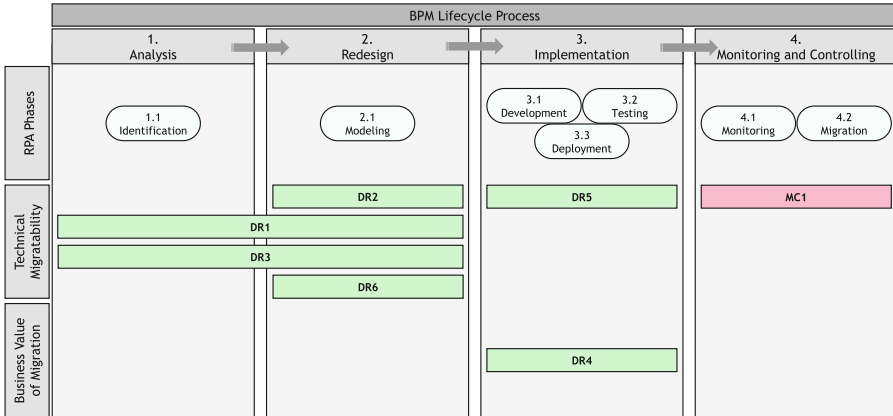 BPM Lifecycle Process
1.
Analysis
2.
Redesign
3.
Implementation
4.
Monitoring and Controlling
RPA Phases
1.1
Identification
2.1
Modeling
3.1
Development
3.2
Testing
3.3
Deployment
4.1
Monitoring
4.2
Migration
Technical
Migratability
DR2
DR5
MC1
DR1
DR3
DR6
Business Value
of Migration
DR4